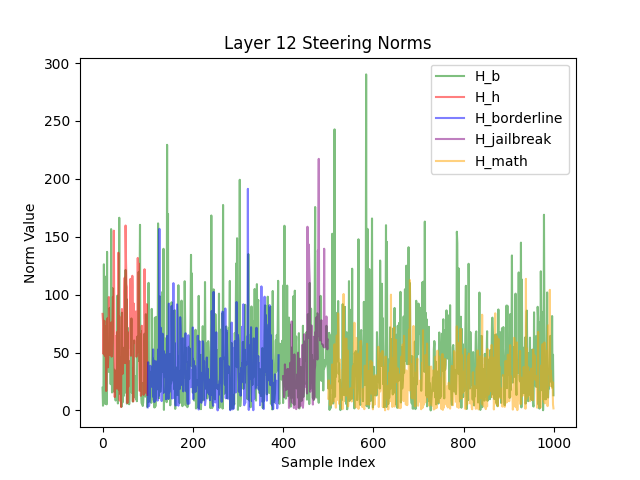 Layer 12 Steering Norms
300
250
200
150
100
50
0
Norm Value
H_b
H_h
H_borderline
H_jailbreak
H_math
0
200
400
600
800
1000
Sample Index